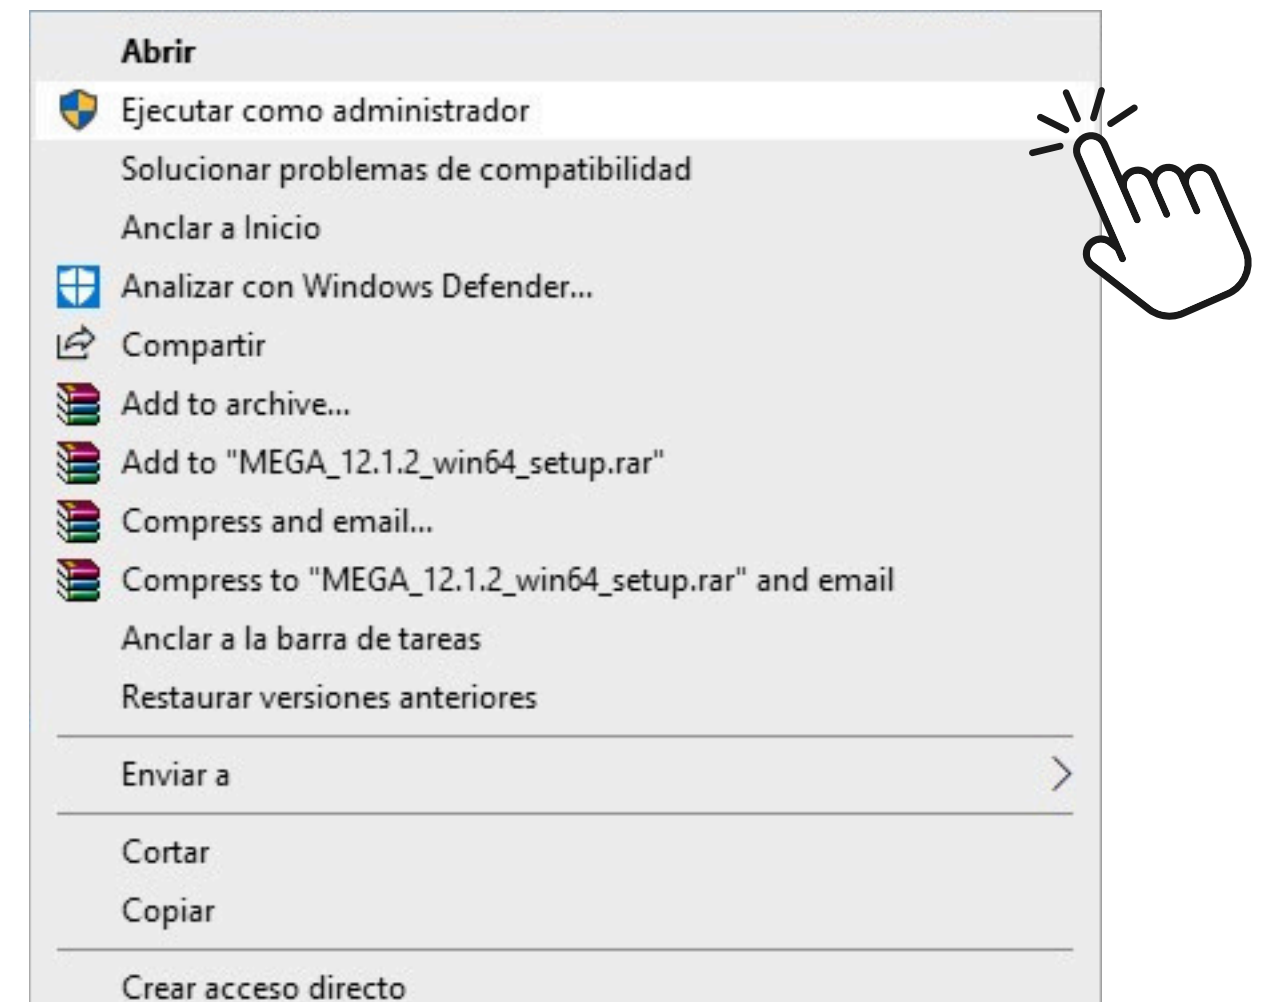 Abrir
Ejecutar como administrador
Solucionar problemas de compatibilidad
Anclar a Inicio
Analizar con Windows Defender...
Compartir
Add to archive...
Add to "MEGA_12.1.2_win64_setup.rar"
Compress and email...
Compress to "MEGA_12.1.2_win64_setup.rar" and email
Anclar a la barra de tareas
Restaurar versiones anteriores
Enviar a
Cortar
Copiar
Crear acceso directo